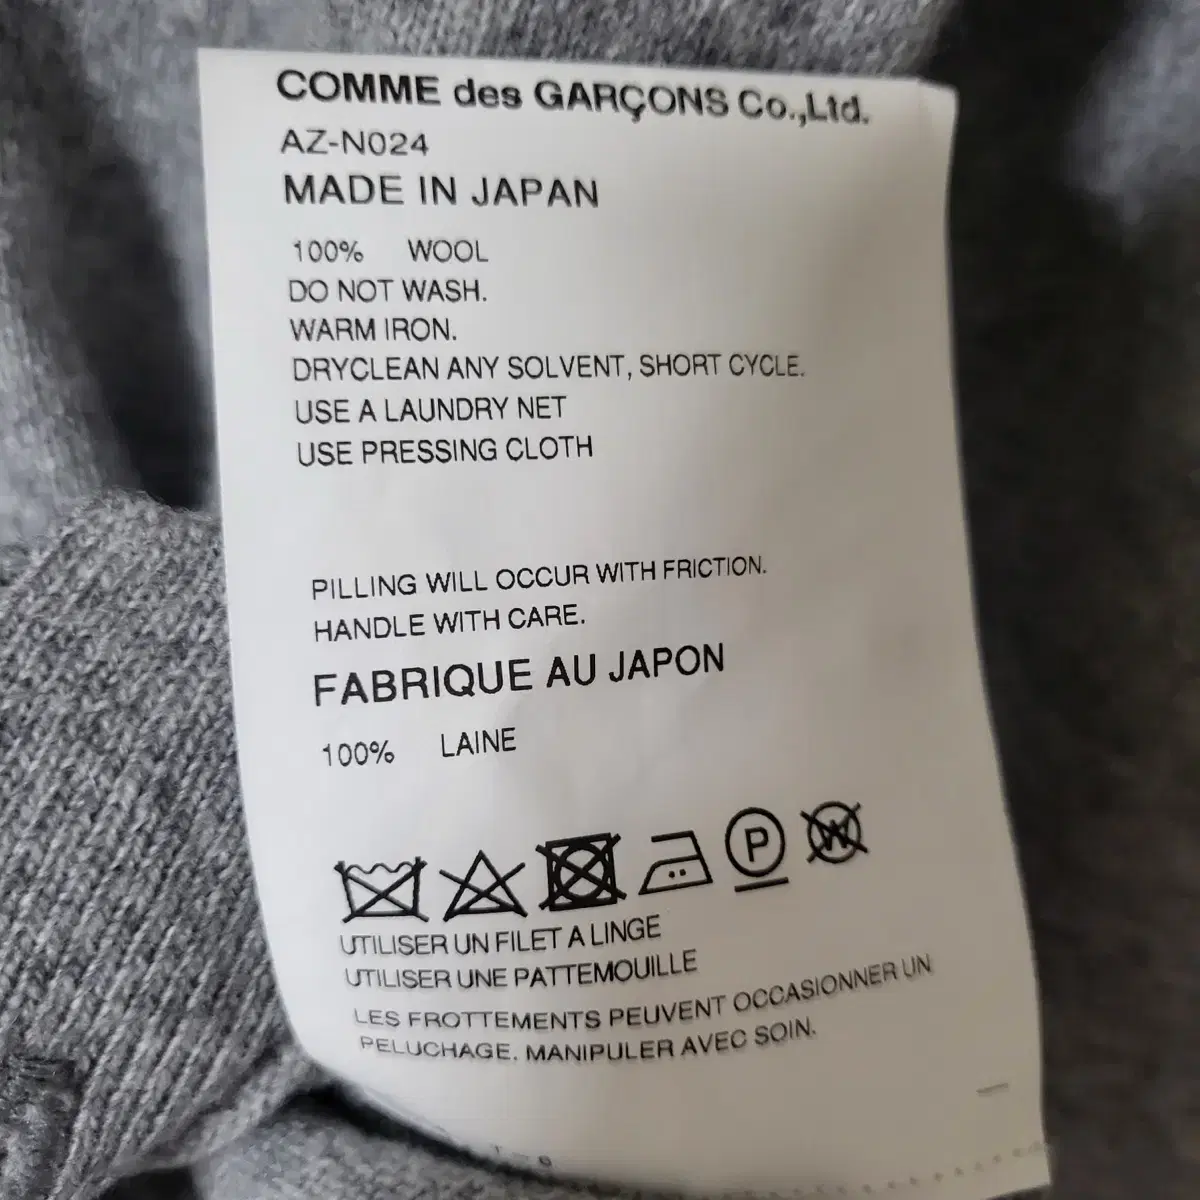 COMME des GARÇONS Co.,Ltd.
AZ-N024
MADE IN JAPAN
100% WOOL
DO NOT WASH.
WARM IRON.
DRYCLEAN ANY SOLVENT, SHORT CYCLE.
USE A LAUNDRY NET
USE PRESSING CLOTH
PILLING WILL OCCUR WITH FRICTION.
HANDLE WITH CARE.
FABRIQUE AU JAPON
100% LAINE
P W
UTILISER UN FILET A LINGE
UTILISER UNE PATTEMOUILLE
LES FROTTEMENTS PEUVENT OCCASIONNER UN
PELUCHAGE. MANIPULER AVEC SOIN.